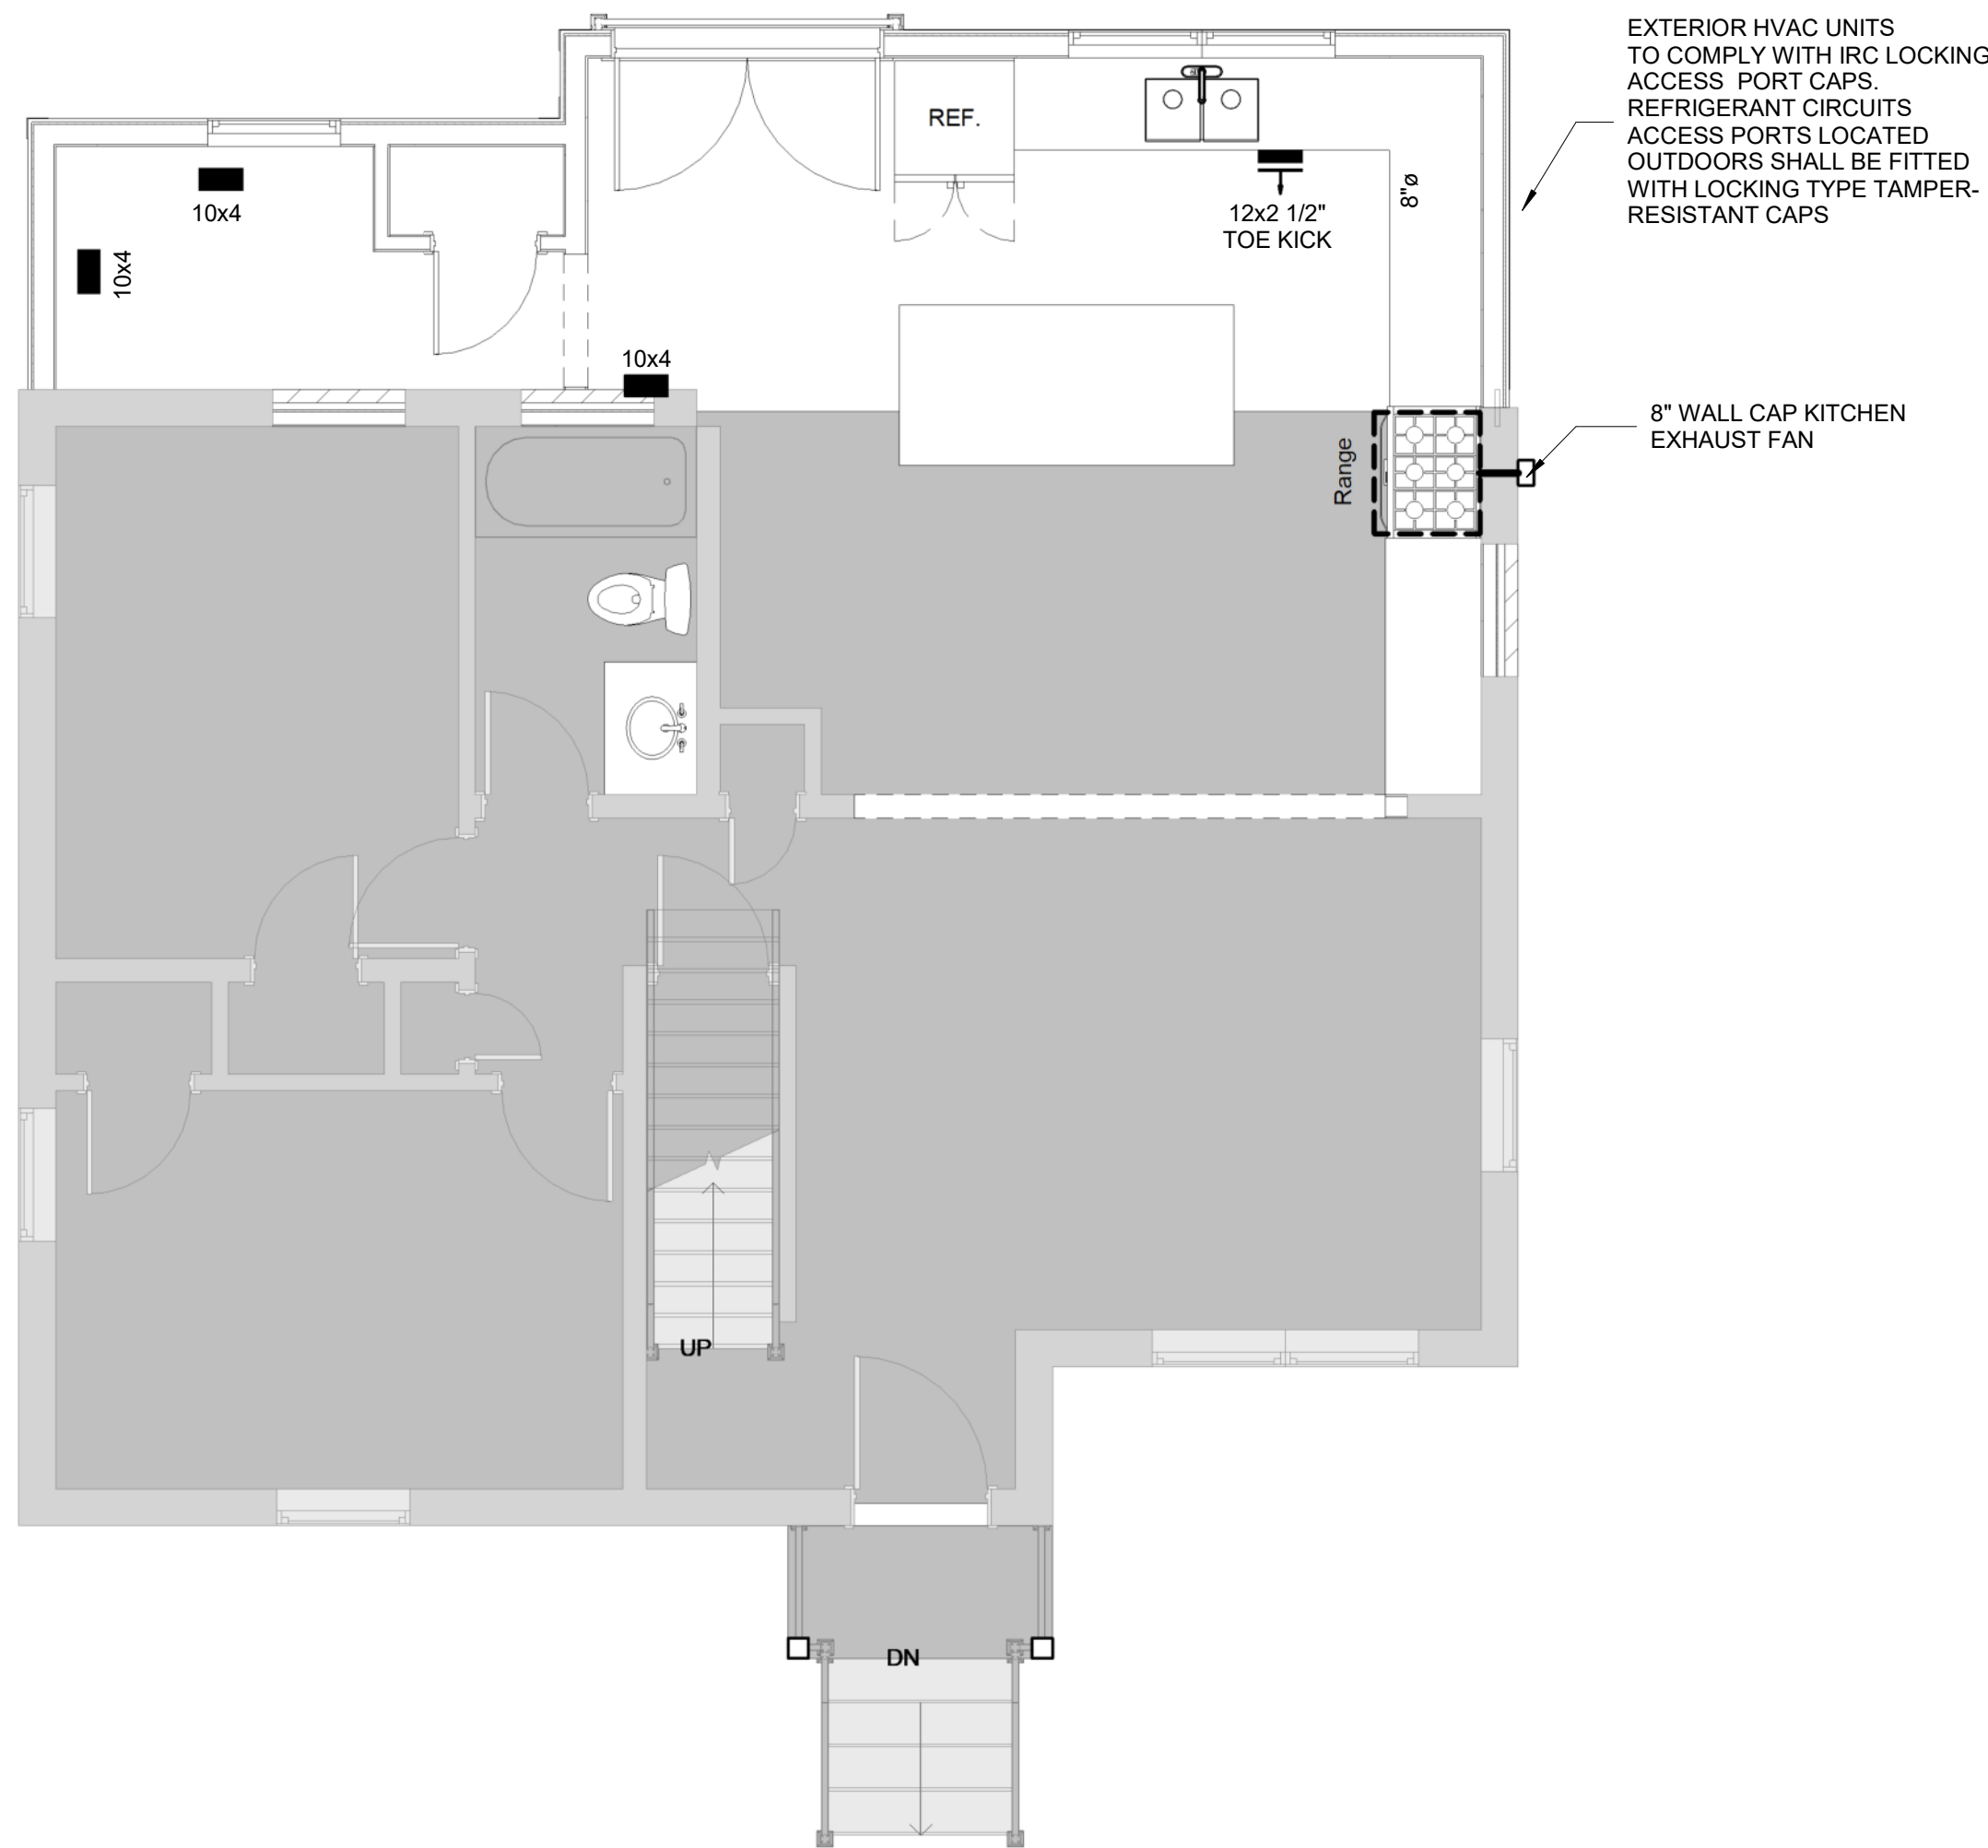 EXTERIOR HVAC UNITS
TO COMPLY WITH IRC LOCKING
ACCESS PORT CAPS.
REFRIGERANT CIRCUITS
ACCESS PORTS LOCATED
OUTDOORS SHALL BE FITTED
WITH LOCKING TYPE TAMPER-
RESISTANT CAPS
REF.
10x4
10x4
12x2 1/2"
TOE KICK
8"ø
10x4
8" WALL CAP KITCHEN
EXHAUST FAN
Range
UP
DN